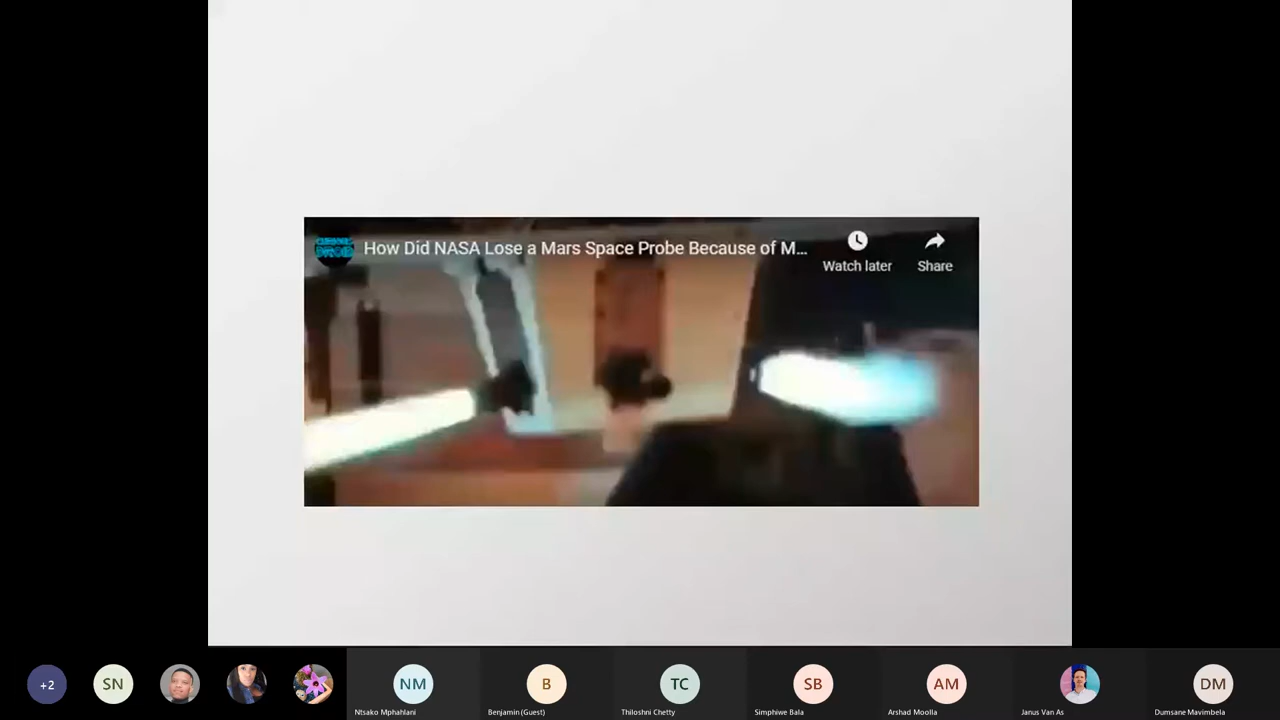 How Did NASA Lose a Mars Space Probe Because of M...
Watch later
Share
+2
SN
NM
B
TC
SB
AM
DM
Ntsako Mphahlani
Benjamin (Guest)
Thiloshni Chetty
Simphiwe Bala
Arshad Moolla
Janus Van As
Dumsane Mavimbela